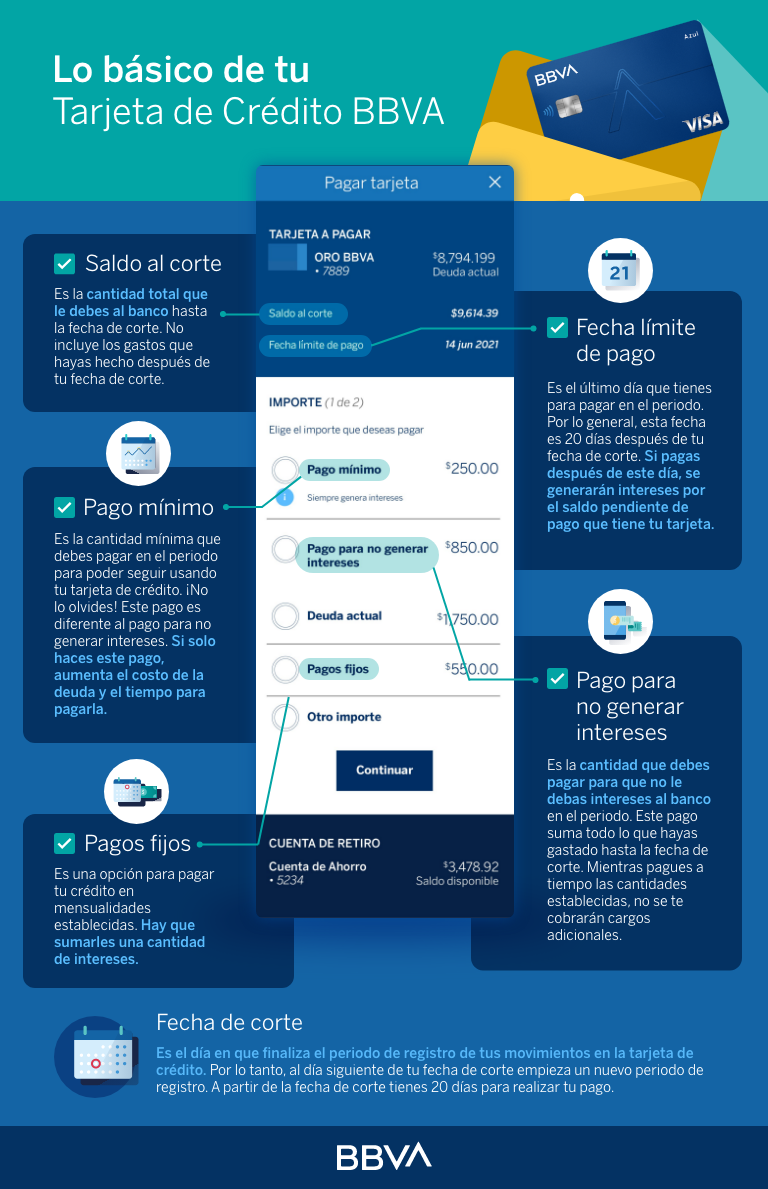 Lo básico de tu
Tarjeta de Crédito BBVA
BBVA
Azul
VISA
Pagar tarjeta
TARJETA A PAGAR
ORO BBVA
• 7889
$8,794.199
Deuda actual
Saldo al corte
$9,614.39
Fecha límite de pago
14 jun 2021
IMPORTE (1 de 2)
Elige el importe que deseas pagar
Pago mínimo
$250.00
i
Siempre genera intereses
Pago para no generar
intereses
$850.00
Deuda actual
$1,750.00
Pagos fijos
$550.00
Otro importe
Continuar
CUENTA DE RETIRO
Cuenta de Ahorro
• 5234
$3,478.92
Saldo disponible
Saldo al corte
Es la cantidad total que
le debes al banco hasta
la fecha de corte. No
incluye los gastos que
hayas hecho después de
tu fecha de corte.
Pago mínimo
Es la cantidad mínima que
debes pagar en el periodo
para poder seguir usando
tu tarjeta de crédito. ¡No
lo olvides! Este pago es
diferente al pago para no
generar intereses. Si solo
haces este pago,
aumenta el costo de la
deuda y el tiempo para
pagarla.
Pagos fijos
Es una opción para pagar
tu crédito en
mensualidades
establecidas. Hay que
sumarles una cantidad
de intereses.
21
Fecha límite
de pago
Es el último día que tienes
para pagar en el periodo.
Por lo general, esta fecha
es 20 días después de tu
fecha de corte. Si pagas
después de este día, se
generarán intereses por
el saldo pendiente de
pago que tiene tu tarjeta.
Pago para
no generar
intereses
Es la cantidad que debes
pagar para que no le
debas intereses al banco
en el periodo. Este pago
suma todo lo que hayas
gastado hasta la fecha de
corte. Mientras pagues a
tiempo las cantidades
establecidas, no se te
cobrarán cargos
adicionales.
Fecha de corte
Es el día en que finaliza el periodo de registro de tus movimientos en la tarjeta de
crédito. Por lo tanto, al día siguiente de tu fecha de corte empieza un nuevo periodo de
registro. A partir de la fecha de corte tienes 20 días para realizar tu pago.
BBVA